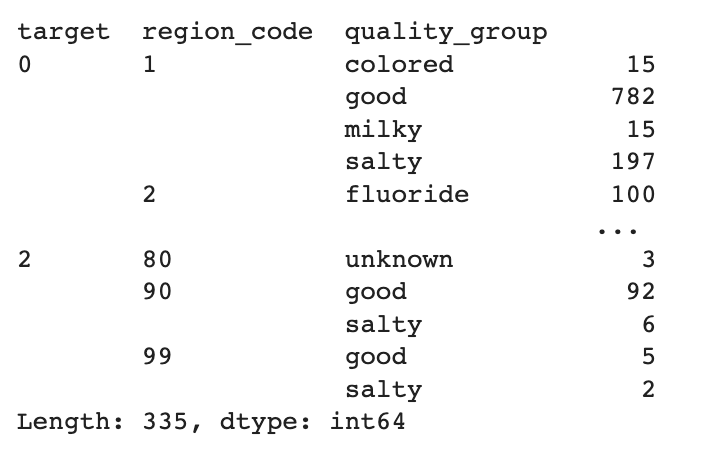 target  region_code  quality_group
0       1            colored           15
                     good             782
                     milky             15
                     salty            197
        2            fluoride         100
                                     ...
2       80           unknown            3
        90           good              92
                     salty              6
        99           good               5
                     salty              2
Length: 335, dtype: int64